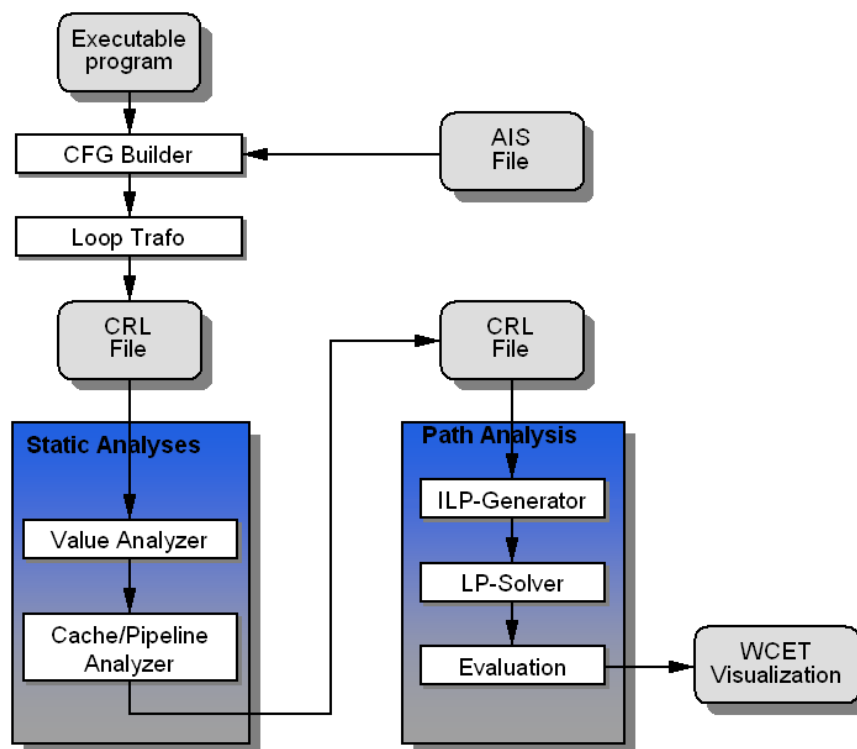 Executable
program
CFG Builder
AIS
File
Loop Trafo
CRL
File
CRL
File
Static Analyses
Value Analyzer
Cache/Pipeline
Analyzer
Path Analysis
ILP-Generator
LP-Solver
Evaluation
WCET
Visualization